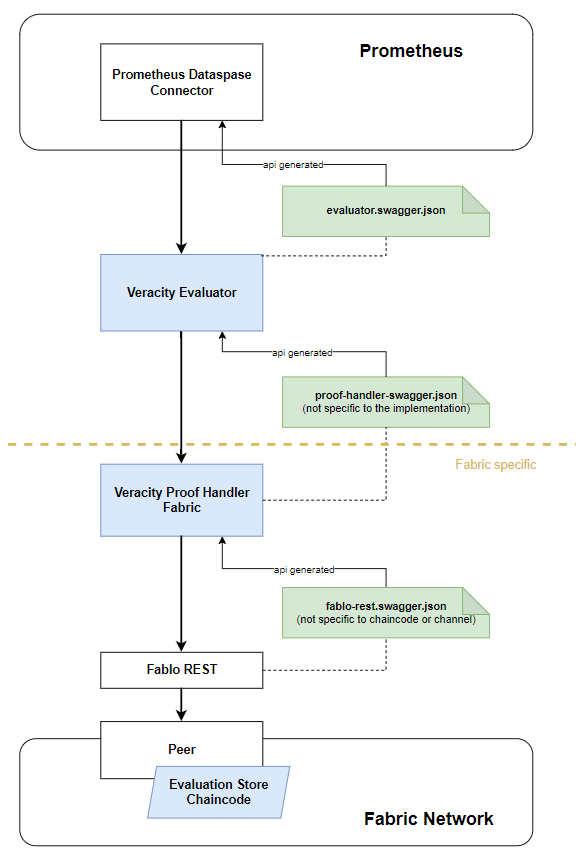 Prometheus
Prometheus Dataspase
Connector
api generated
evaluator.swagger.json
Veracity Evaluator
api generated
proof-handler-swagger.json
(not specific to the implementation)
Fabric specific
Veracity Proof Handler
Fabric
api generated
fablo-rest.swagger.json
(not specific to chaincode or channel)
Fablo REST
Peer
Evaluation Store
Chaincode
Fabric Network